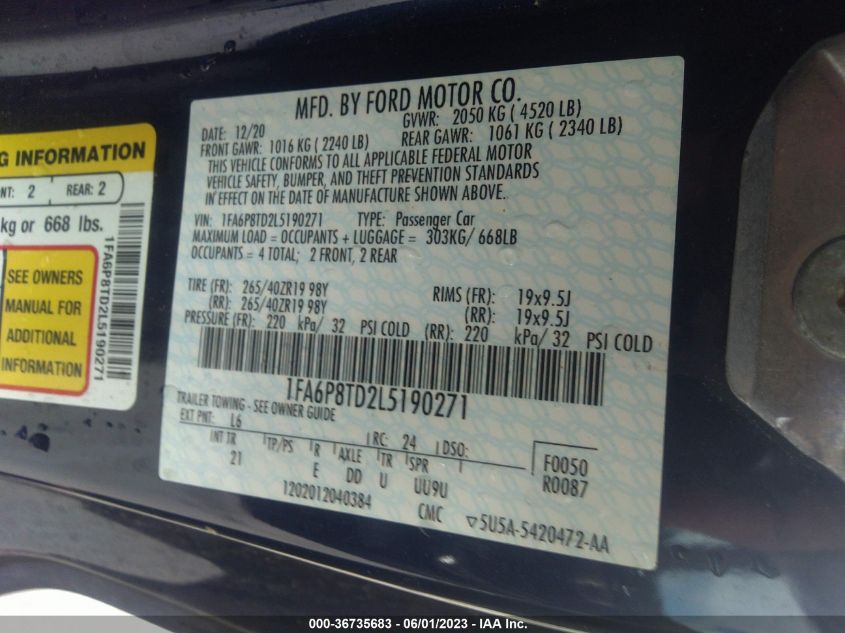 G INFORMATION
NT: 2 REAR: 2
kg or 668 lbs.
SEE OWNERS
MANUAL FOR
ADDITIONAL
INFORMATION
1FA6P8TD2L5190271
MFD. BY FORD MOTOR CO.
DATE: 12/20 GVWR: 2050 KG ( 4520 LB)
FRONT GAWR: 1016 KG ( 2240 LB) REAR GAWR: 1061 KG ( 2340 LB)
THIS VEHICLE CONFORMS TO ALL APPLICABLE FEDERAL MOTOR
VEHICLE SAFETY, BUMPER, AND THEFT PREVENTION STANDARDS
IN EFFECT ON THE DATE OF MANUFACTURE SHOWN ABOVE.
VIN: 1FA6P8TD2L5190271 TYPE: Passenger Car
MAXIMUM LOAD = OCCUPANTS + LUGGAGE = 303KG/ 668LB
OCCUPANTS = 4 TOTAL; 2 FRONT, 2 REAR
TIRE (FR): 265/40ZR19 98Y RIMS (FR): 19x9.5J
(RR): 265/40ZR19 98Y (RR): 19x9.5J
PRESSURE (FR): 220 kPa/ 32 PSI COLD (RR): 220 kPa/ 32 PSI COLD
1FA6P8TD2L5190271
TRAILER TOWING - SEE OWNER GUIDE
EXT PNT: L6 RC: 24 DSO:
INT TR TP/PS R AXLE TR SPR
21 E DD U UU9U
F0050
R0087
1202012040384 CMC ▽5U5A-5420472-AA
000-36735683 / 06/01/2023 / IAA Inc.